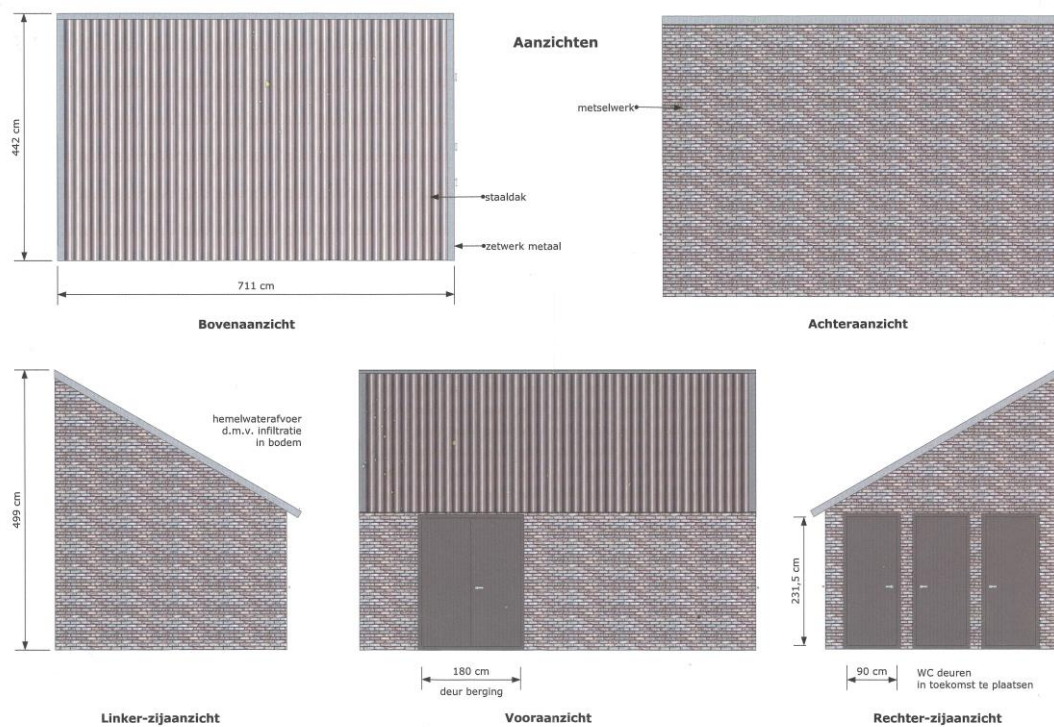 Aanzichten
442 cm
staaldak
zetwerk metaal
711 cm
Bovenaanzicht
metselwerk
Achteraanzicht
499 cm
hemelwaterafvoer
d.m.v. infiltratie
in bodem
Linker-zijaanzicht
180 cm
deur berging
Vooraanzicht
231,5 cm
90 cm
WC deuren
in toekomst te plaatsen
Rechter-zijaanzicht